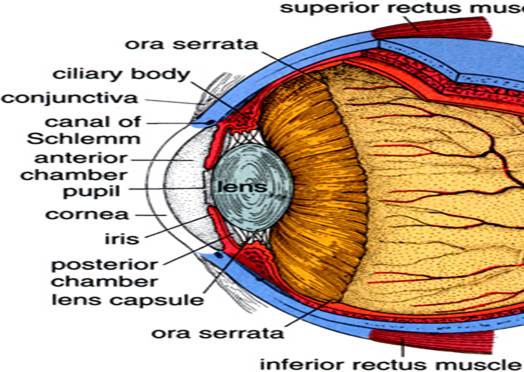 superior rectus musc
ora serrata
ciliary body
conjunctiva
canal of
Schlemm
anterior
chamber
pupil
lens
cornea
iris
posterior
chamber
lens capsule
ora serrata
inferior rectus muscle